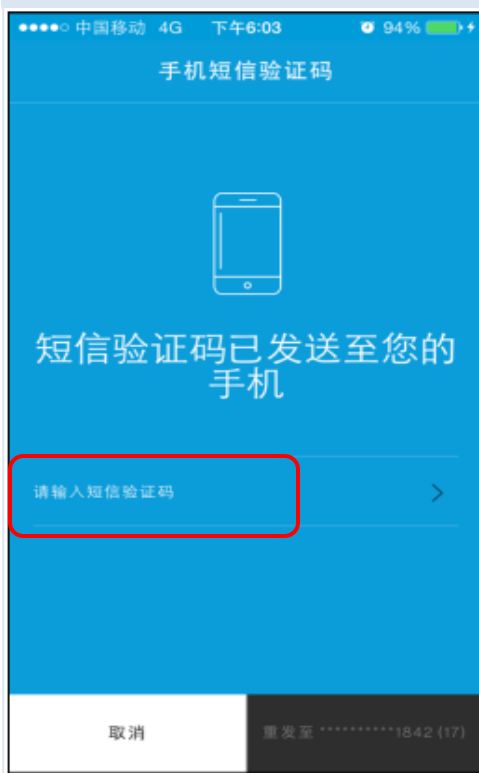 中国移动 4G 下午6:03 94%
手机短信验证码
短信验证码已发送至您的
手机
请输入短信验证码
取消 重发至 **********1842 (17)